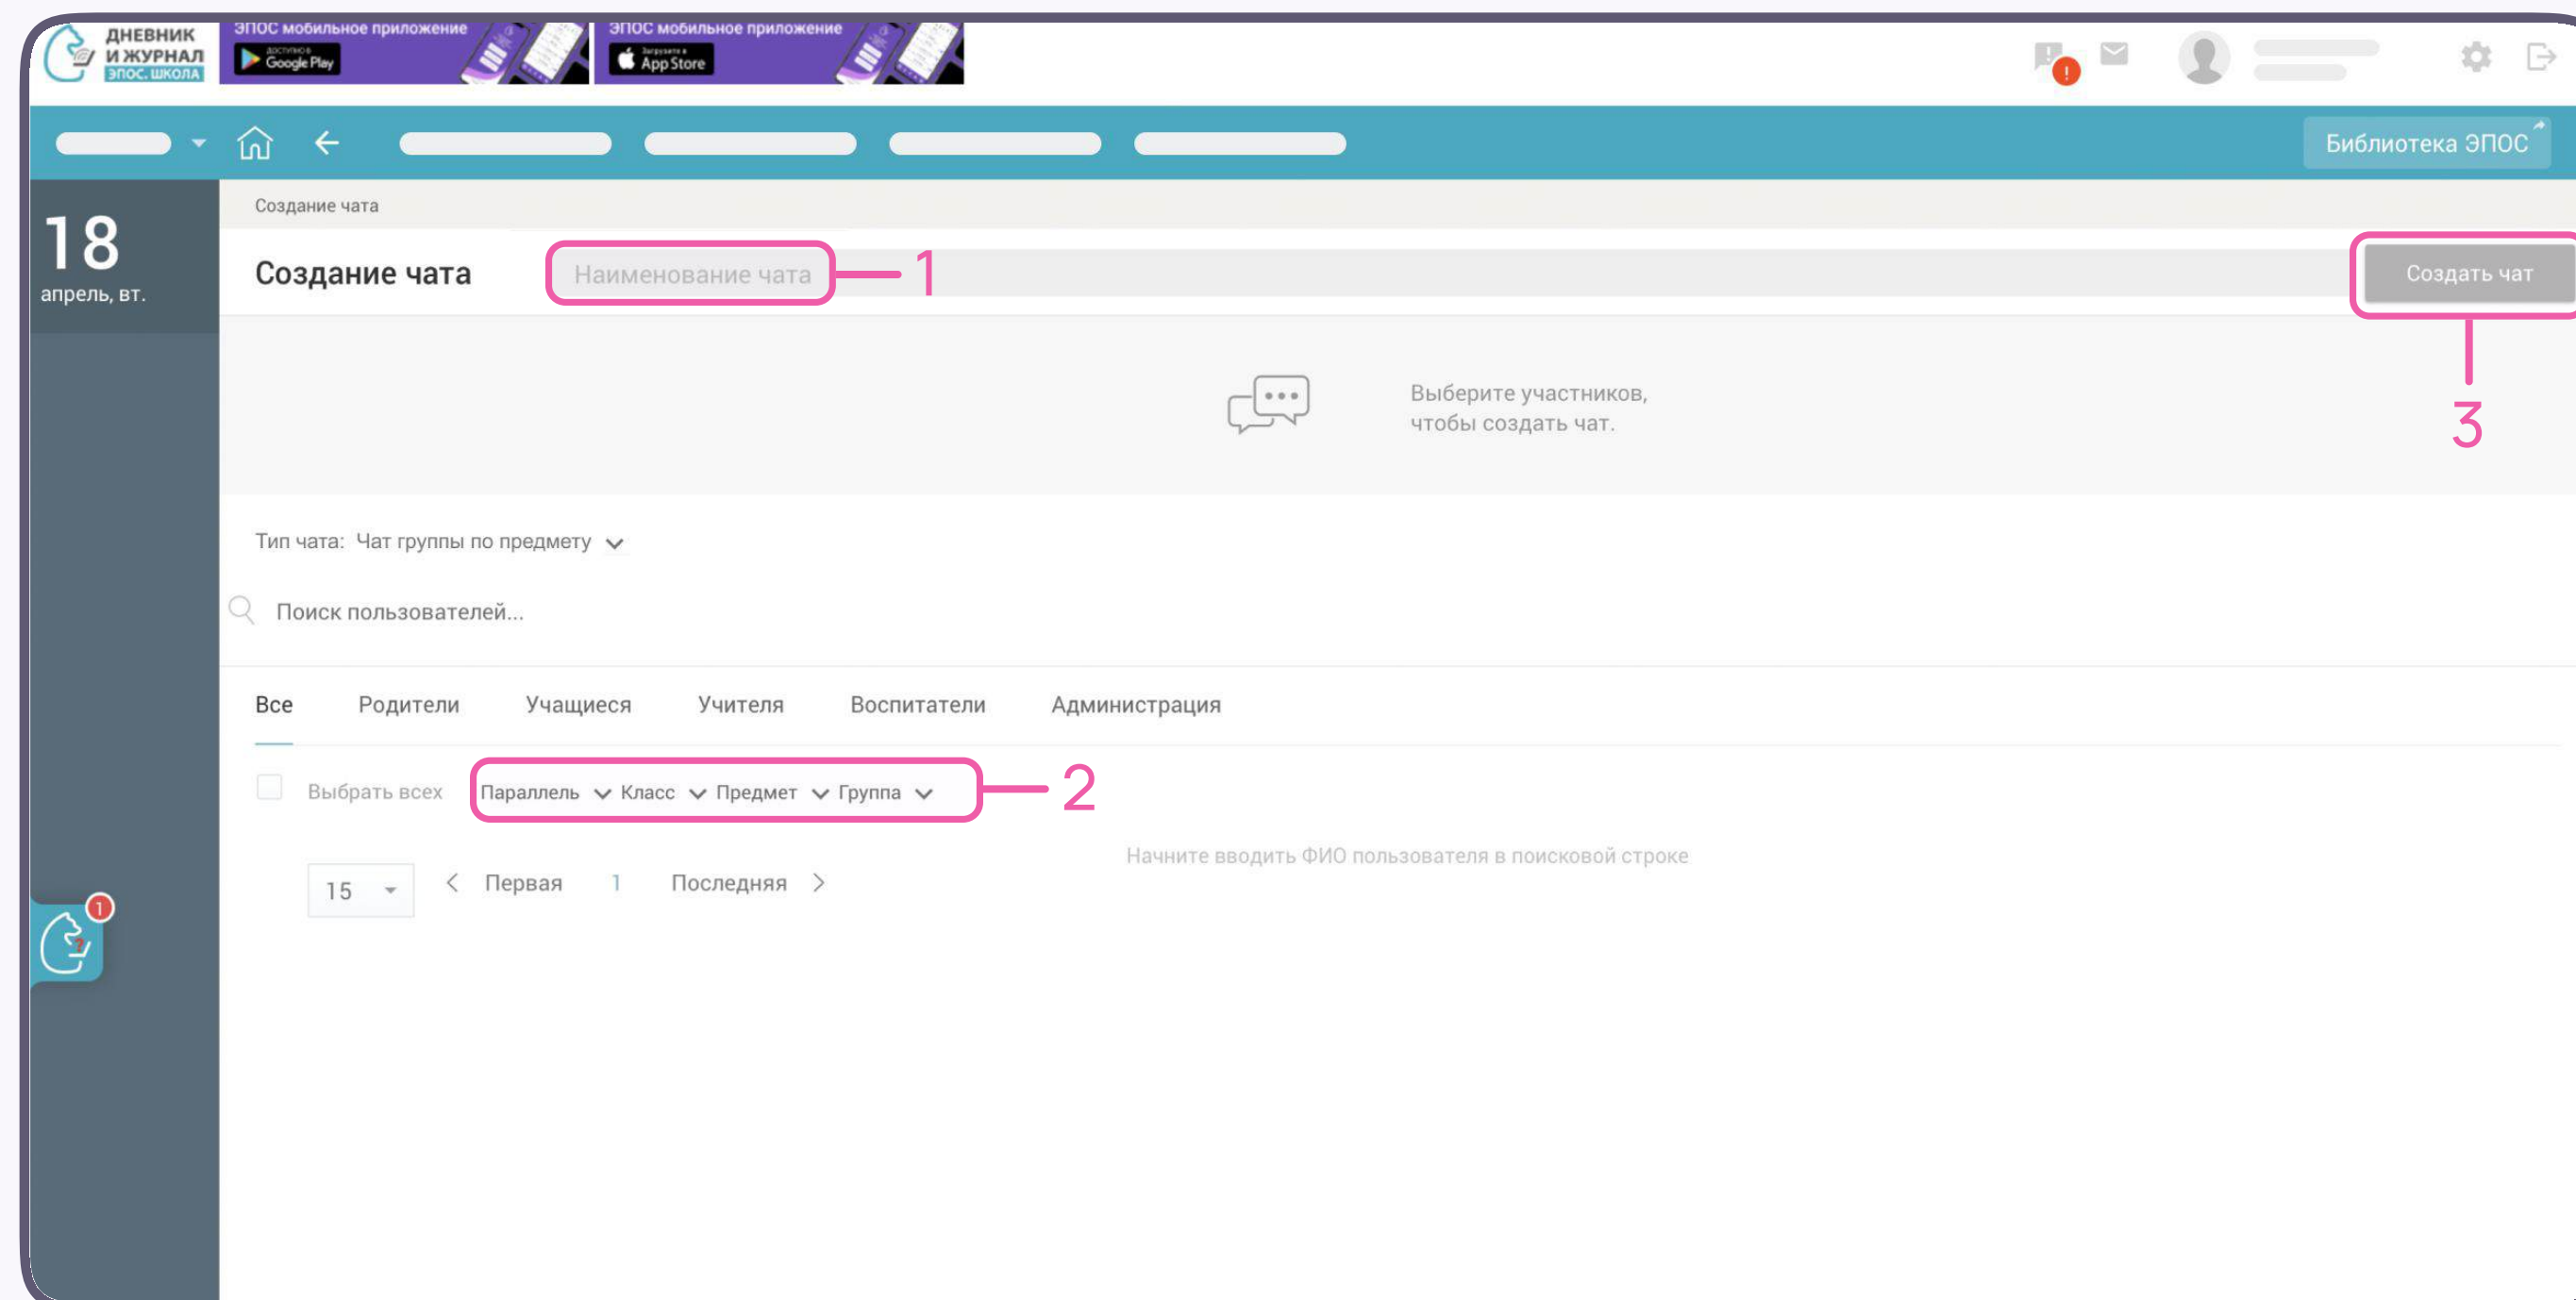 ДНЕВНИК
И ЖУРНАЛ
ЭПОС. ШКОЛА
ЭПОС мобильное приложение
ДОСТУПНО В
Google Play
ЭПОС мобильное приложение
Загрузите в
App Store
!
Библиотека ЭПОС
18
апрель, вт.
Создание чата
Создание чата
Наименование чата
1
Создать чат
3
Выберите участников,
чтобы создать чат.
Тип чата: Чат группы по предмету
Поиск пользователей...
Все Родители Учащиеся Учителя Воспитатели Администрация
Выбрать всех Параллель Класс Предмет Группа
2
Начните вводить ФИО пользователя в поисковой строке
15 < Первая 1 Последняя >
1
?